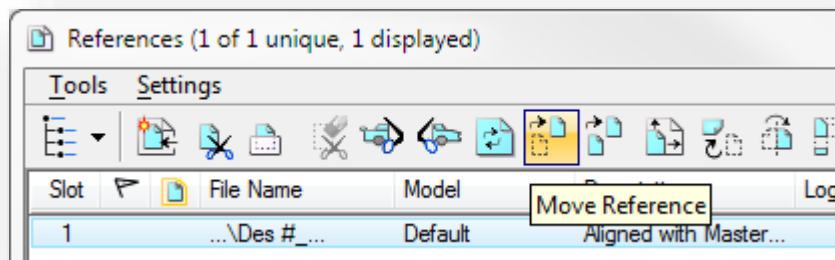 References (1 of 1 unique, 1 displayed)
Tools Settings
Slot File Name Model Log
Move Reference
1 ...\Des #_... Default Aligned with Master...